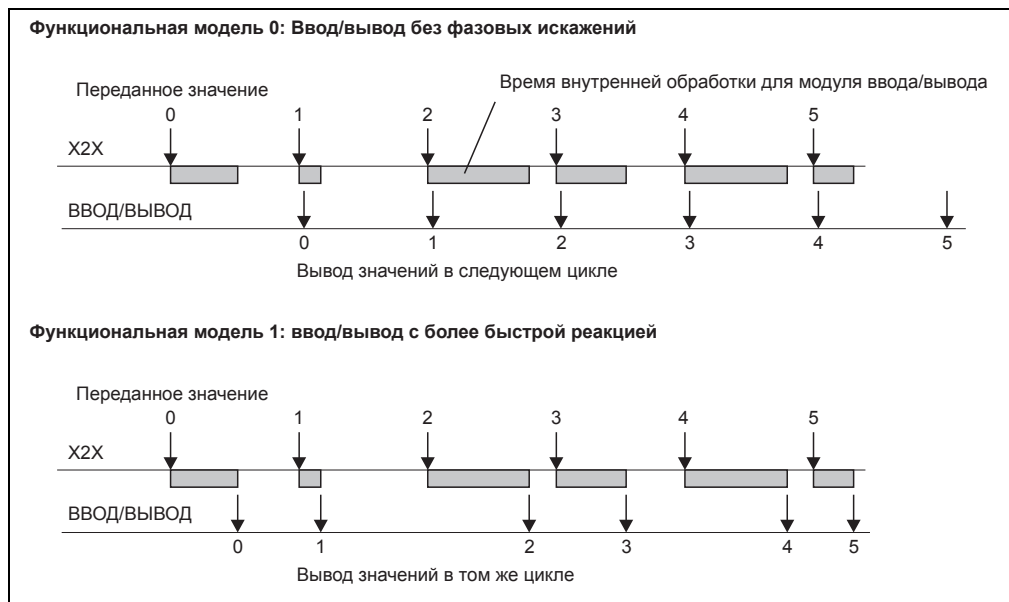 Функциональная модель 0: Ввод/вывод без фазовых искажений
Время внутренней обработки для модуля ввода/вывода
Переданное значение
0 1 2 3 4 5
X2X
ВВОД/ВЫВОД
0 1 2 3 4 5
Вывод значений в следующем цикле
Функциональная модель 1: ввод/вывод с более быстрой реакцией
Переданное значение
0 1 2 3 4 5
X2X
ВВОД/ВЫВОД
0 1 2 3 4 5
Вывод значений в том же цикле